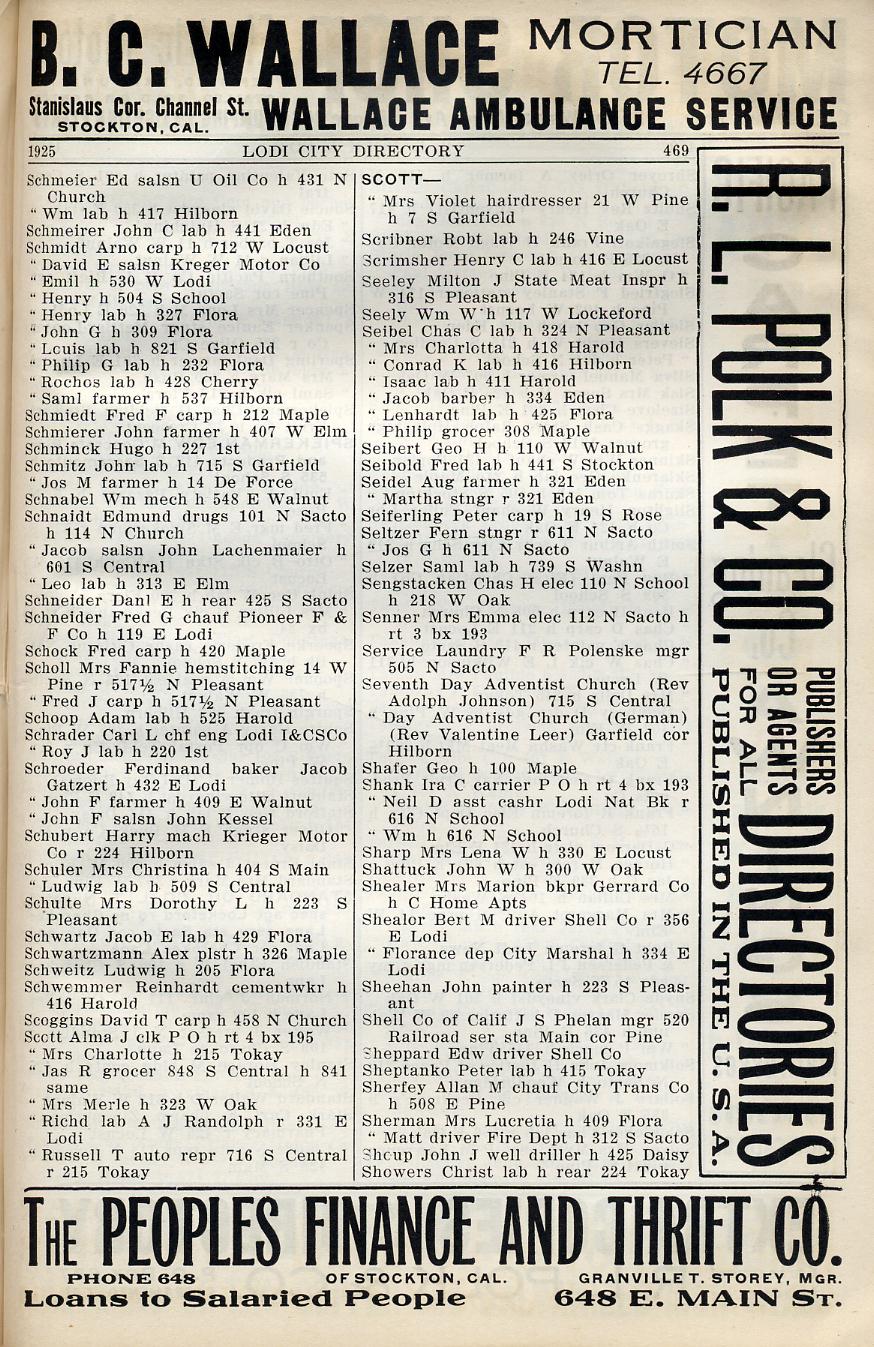 B. C. WALLACE MORTICIAN
TEL. 4667
Stanislaus Cor. Channel St. WALLACE AMBULANCE SERVICE
STOCKTON, CAL.
1925 LODI CITY DIRECTORY 469
Schmeier Ed salsn U Oil Co h 431 N
Church
" Wm lab h 417 Hilborn
Schmeirer John C lab h 441 Eden
Schmidt Arno carp h 712 W Locust
" David E salsn Kreger Motor Co
" Emil h 530 W Lodi
" Henry h 504 S School
" Henry lab h 327 Flora
" John G h 309 Flora
" Louis lab h 821 S Garfield
" Philip G lab h 232 Flora
" Rochos lab h 428 Cherry
" Saml farmer h 537 Hilborn
Schmiedt Fred F carp h 212 Maple
Schmierer John farmer h 407 W Elm
Schminck Hugo h 227 1st
Schmitz John lab h 715 S Garfield
" Jos M farmer h 14 De Force
Schnabel Wm mech h 548 E Walnut
Schnaidt Edmund drugs 101 N Sacto
h 114 N Church
" Jacob salsn John Lachenmaier h
601 S Central
" Leo lab h 313 E Elm
Schneider Danl E h rear 425 S Sacto
Schneider Fred G chauf Pioneer F &
F Co h 119 E Lodi
Schock Fred carp h 420 Maple
Scholl Mrs Fannie hemstitching 14 W
Pine r 517½ N Pleasant
" Fred J carp h 517½ N Pleasant
Schoop Adam lab h 525 Harold
Schrader Carl L chf eng Lodi I&CSCo
" Roy J lab h 220 1st
Schroeder Ferdinand baker Jacob
Gatzert h 432 E Lodi
" John F farmer h 409 E Walnut
" John F salsn John Kessel
Schubert Harry mach Krieger Motor
Co r 224 Hilborn
Schuler Mrs Christina h 404 S Main
" Ludwig lab h 509 S Central
Schulte Mrs Dorothy L h 223 S
Pleasant
Schwartz Jacob E lab h 429 Flora
Schwartzmann Alex plstr h 326 Maple
Schweitz Ludwig h 205 Flora
Schwemmer Reinhardt cementwkr h
416 Harold
Scoggins David T carp h 458 N Church
Scott Alma J clk P O h rt 4 bx 195
" Mrs Charlotte h 215 Tokay
" Jas R grocer 848 S Central h 841
same
" Mrs Merle h 323 W Oak
" Richd lab A J Randolph r 331 E
Lodi
" Russell T auto repr 716 S Central
r 215 Tokay
SCOTT—
" Mrs Violet hairdresser 21 W Pine
h 7 S Garfield
Scribner Robt lab h 246 Vine
Scrimsher Henry C lab h 416 E Locust
Seeley Milton J State Meat Inspr h
316 S Pleasant
Seely Wm W h 117 W Lockeford
Seibel Chas C lab h 324 N Pleasant
" Mrs Charlotta h 418 Harold
" Conrad K lab h 416 Hilborn
" Isaac lab h 411 Harold
" Jacob barber h 334 Eden
" Lenhardt lab h 425 Flora
" Philip grocer 308 Maple
Seibert Geo H h 110 W Walnut
Seibold Fred lab h 441 S Stockton
Seidel Aug farmer h 321 Eden
" Martha stngr r 321 Eden
Seiferling Peter carp h 19 S Rose
Seltzer Fern stngr r 611 N Sacto
" Jos G h 611 N Sacto
Selzer Saml lab h 739 S Washn
Sengstacken Chas H elec 110 N School
h 218 W Oak
Senner Mrs Emma elec 112 N Sacto h
rt 3 bx 193
Service Laundry F R Polenske mgr
505 N Sacto
Seventh Day Adventist Church (Rev
Adolph Johnson) 715 S Central
" Day Adventist Church (German)
(Rev Valentine Leer) Garfield cor
Hilborn
Shafer Geo h 100 Maple
Shank Ira C carrier P O h rt 4 bx 193
" Neil D asst cashr Lodi Nat Bk r
616 N School
" Wm h 616 N School
Sharp Mrs Lena W h 330 E Locust
Shattuck John W h 300 W Oak
Shealer Mrs Marion bkpr Gerrard Co
h C Home Apts
Shealor Bert M driver Shell Co r 356
E Lodi
" Florance dep City Marshal h 334 E
Lodi
Sheehan John painter h 223 S Pleas-
ant
Shell Co of Calif J S Phelan mgr 520
Railroad ser sta Main cor Pine
Sheppard Edw driver Shell Co
Sheptanko Peter lab h 415 Tokay
Sherfey Allan M chauf City Trans Co
h 508 E Pine
Sherman Mrs Lucretia h 409 Flora
" Matt driver Fire Dept h 312 S Sacto
Shoup John J well driller h 425 Daisy
Showers Christ lab h rear 224 Tokay
R. L. POLK & CO. PUBLISHERS
OR AGENTS
FOR ALL DIRECTORIES
PUBLISHED IN THE U. S. A.
THE PEOPLES FINANCE AND THRIFT CO.
PHONE 648 OF STOCKTON, CAL. GRANVILLE T. STOREY, MGR.
Loans to Salaried People 648 E. MAIN ST.